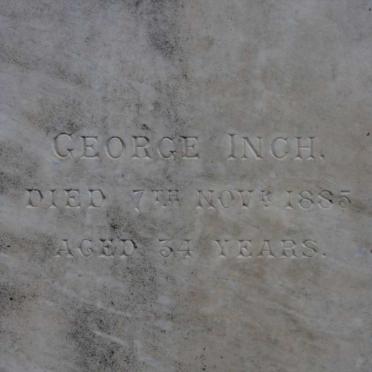 GEORGE INCH.
DIED 7TH NOVR 1885
AGED 34 YEARS.